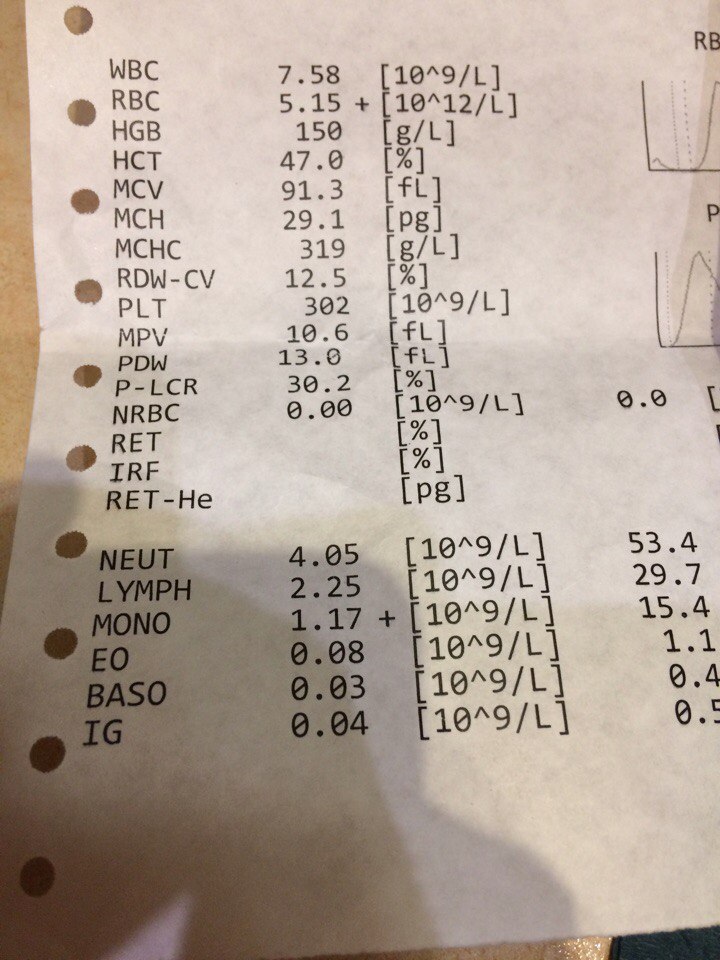 RB
WBC 7.58 [10^9/L]
RBC 5.15 + [10^12/L]
HGB 150 [g/L]
HCT 47.0 [%]
MCV 91.3 [fL]
MCH 29.1 [pg]
P
MCHC 319 [g/L]
RDW-CV 12.5 [%]
PLT 302 [10^9/L]
MPV 10.6 [fL]
PDW 13.0 [fL]
P-LCR 30.2 [%]
NRBC 0.00 [10^9/L] 0.0 [
RET [%]
IRF [%]
RET-He [pg]
NEUT 4.05 [10^9/L] 53.4
LYMPH 2.25 [10^9/L] 29.7
MONO 1.17 + [10^9/L] 15.4
EO 0.08 [10^9/L] 1.1
BASO 0.03 [10^9/L] 0.4
IG 0.04 [10^9/L] 0.5